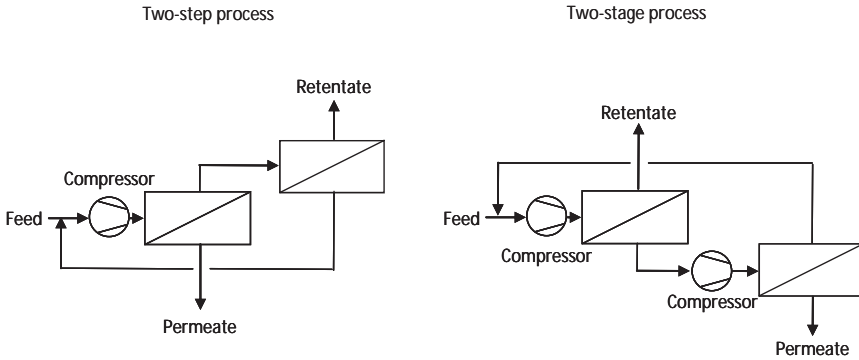 Two-step process
Retentate
Compressor
Feed
Permeate
Two-stage process
Retentate
Feed
Compressor
Compressor
Permeate